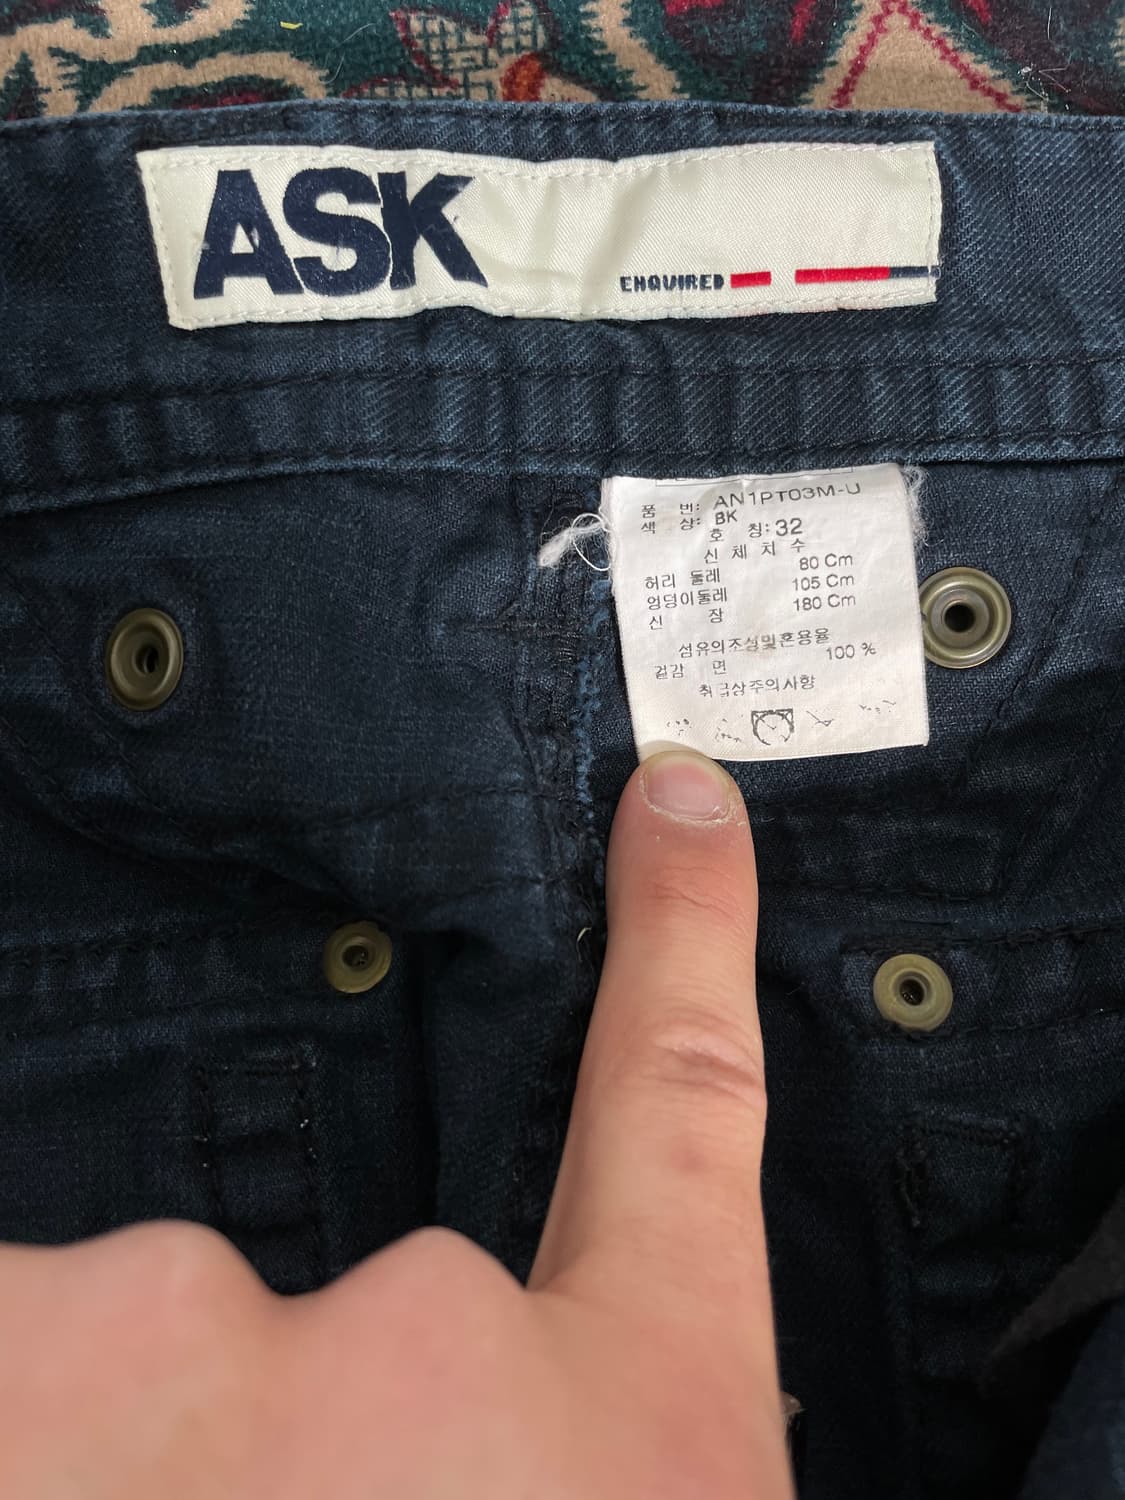 ASK
ENQUIRED
품 번: AN1PT03M-U
색 상: BK
호 칭: 32
신 체 치 수
허리 둘레 80 Cm
엉덩이둘레 105 Cm
신 장 180 Cm
섬유의조성및혼용율
겉감 면 100 %
취급상주의사항